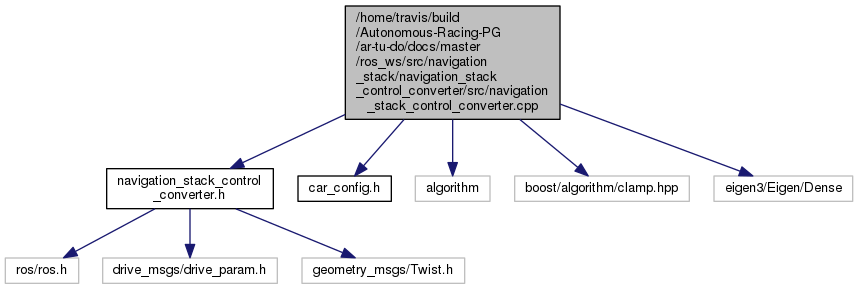 /home/travis/build
/Autonomous-Racing-PG
/ar-tu-do/docs/master
/ros_ws/src/navigation
_stack/navigation_stack
_control_converter/src/navigation
_stack_control_converter.cpp
navigation_stack_control
_converter.h
car_config.h
algorithm
boost/algorithm/clamp.hpp
eigen3/Eigen/Dense
ros/ros.h
drive_msgs/drive_param.h
geometry_msgs/Twist.h